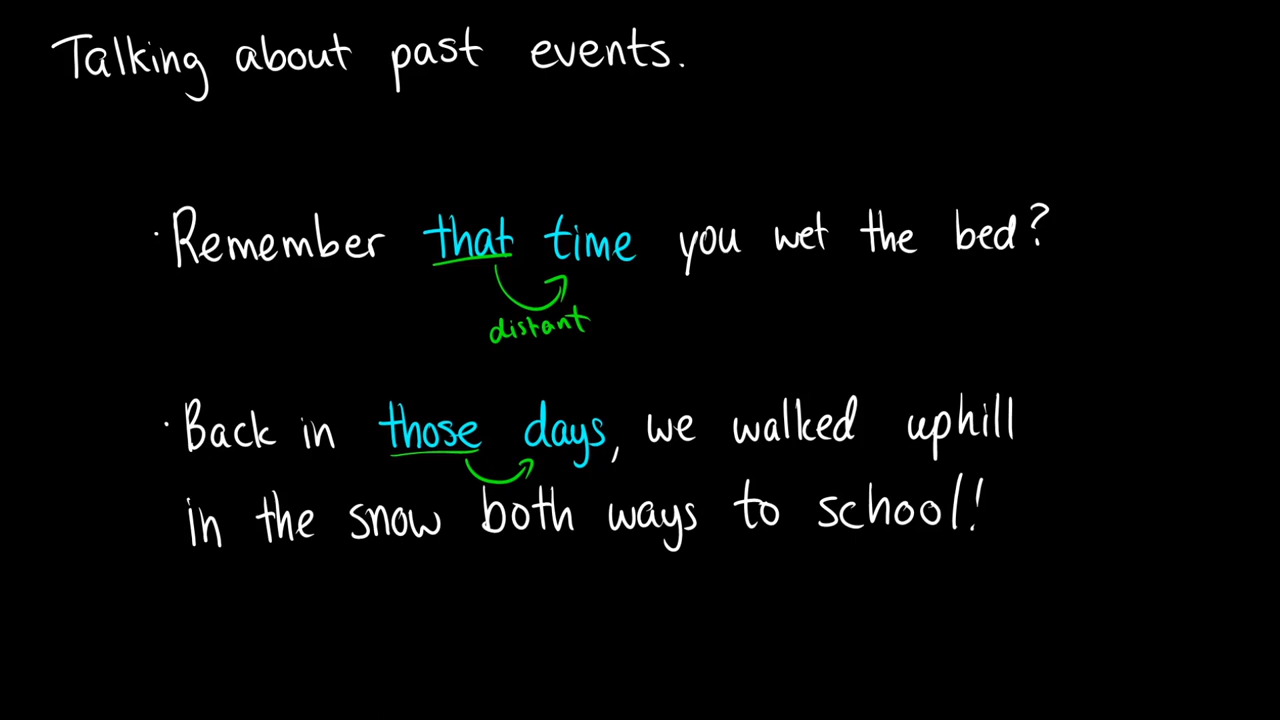 Talking about past events.
· Remember that time you wet the bed?
distant
· Back in those days, we walked uphill
in the snow both ways to school!